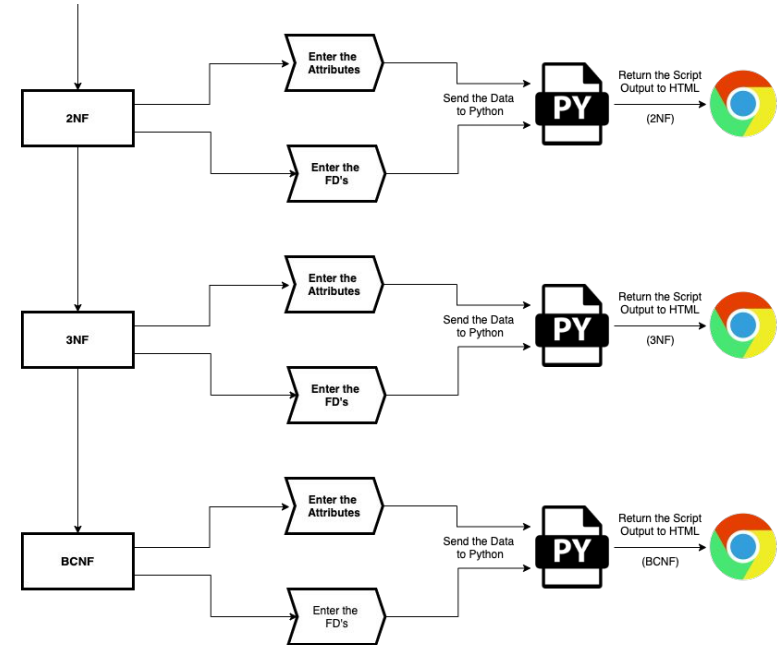 Enter the
Attributes
Return the Script
Output to HTML
Send the Data
to Python
PY
2NF
(2NF)
Enter the
FD's
Enter the
Attributes
Return the Script
Output to HTML
Send the Data
to Python
PY
3NF
(3NF)
Enter the
FD's
Enter the
Attributes
Return the Script
Output to HTML
Send the Data
to Python
PY
BCNF
(BCNF)
Enter the
FD's